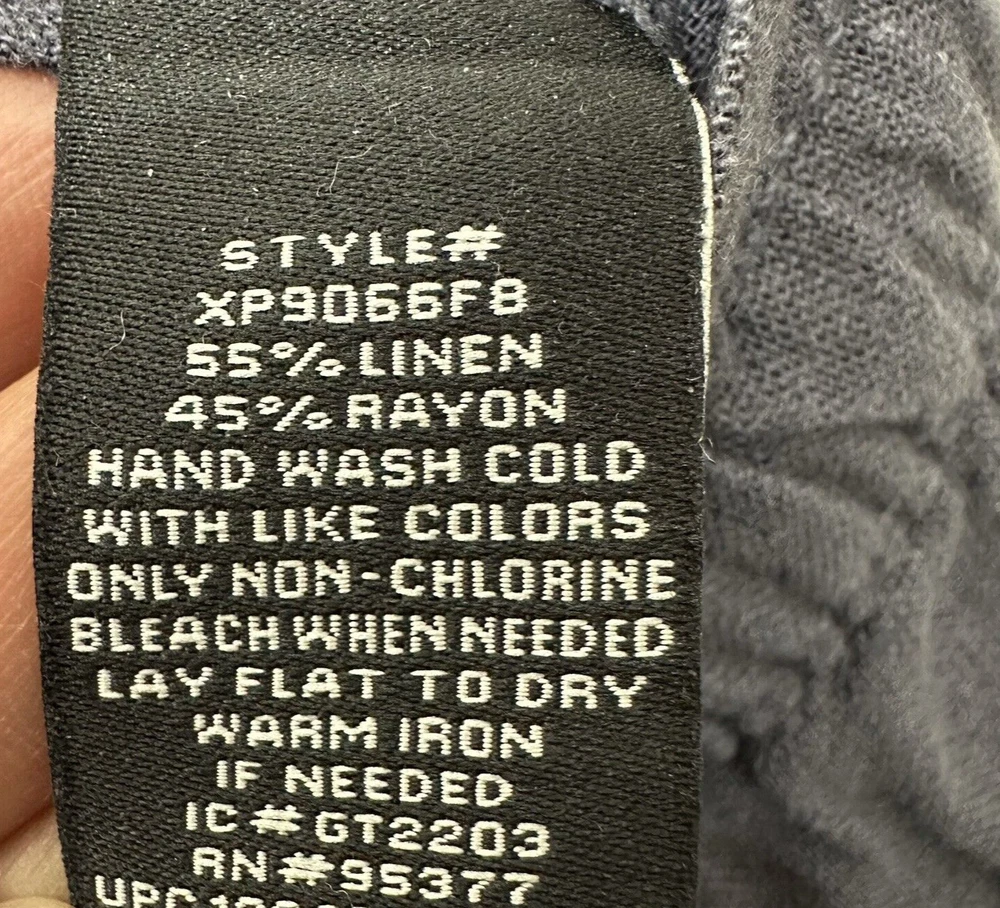 STYLE#
XP9066F8
55%LINEN
45%RAYON
HAND WASH COLD
WITH LIKE COLORS
ONLY NON-CHLORINE
BLEACH WHEN NEEDED
LAY FLAT TO DRY
WARM IRON
IF NEEDED
IC#GT2203
RN#95377
UPC